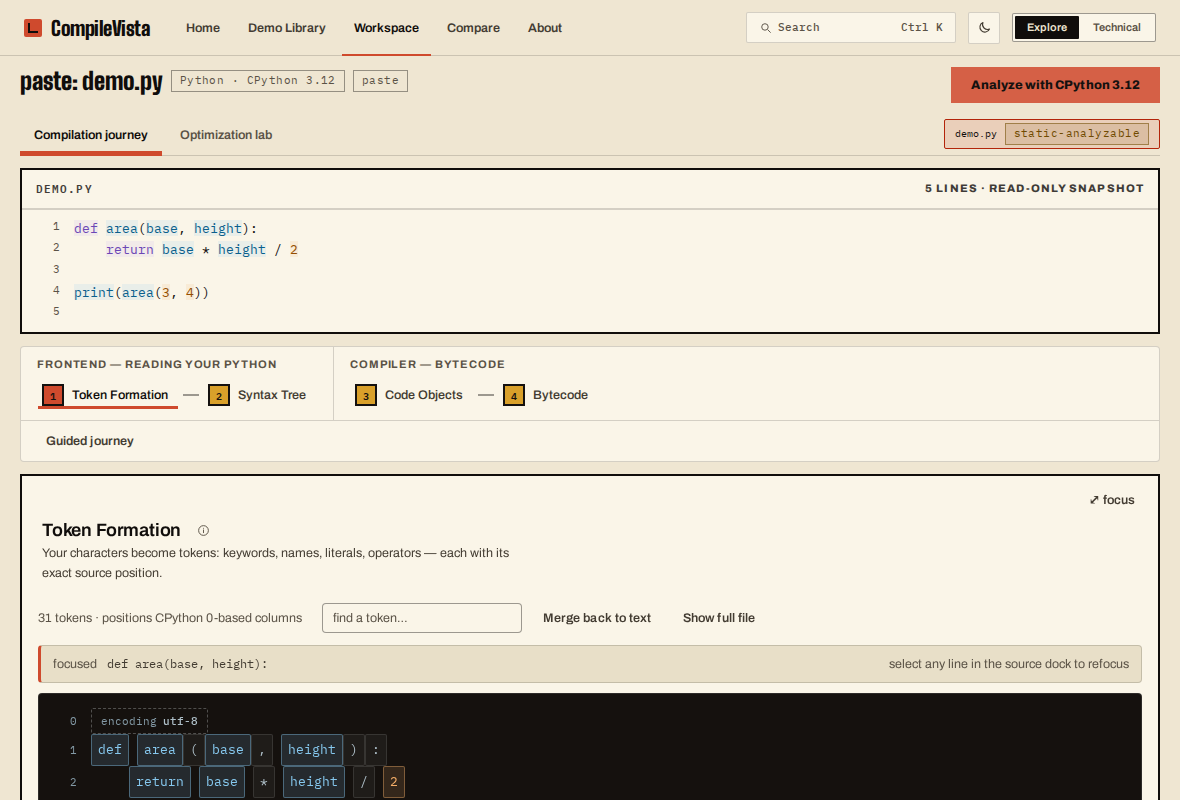 CompileVista Home Demo Library Workspace Compare About Search Ctrl K Explore Technical
paste: demo.py Python · CPython 3.12 paste Analyze with CPython 3.12
Compilation journey Optimization lab demo.py static-analyzable
DEMO.PY 5 LINES · READ-ONLY SNAPSHOT
1 def area(base, height):
2 return base * height / 2
3
4 print(area(3, 4))
5
FRONTEND — READING YOUR PYTHON COMPILER — BYTECODE
1 Token Formation — 2 Syntax Tree 3 Code Objects — 4 Bytecode
Guided journey
⤢ focus
Token Formation
Your characters become tokens: keywords, names, literals, operators — each with its
exact source position.
31 tokens · positions CPython 0-based columns find a token... Merge back to text Show full file
focused def area(base, height): select any line in the source dock to refocus
0 encoding utf-8
1 def area ( base , height ) :
2 return base * height / 2